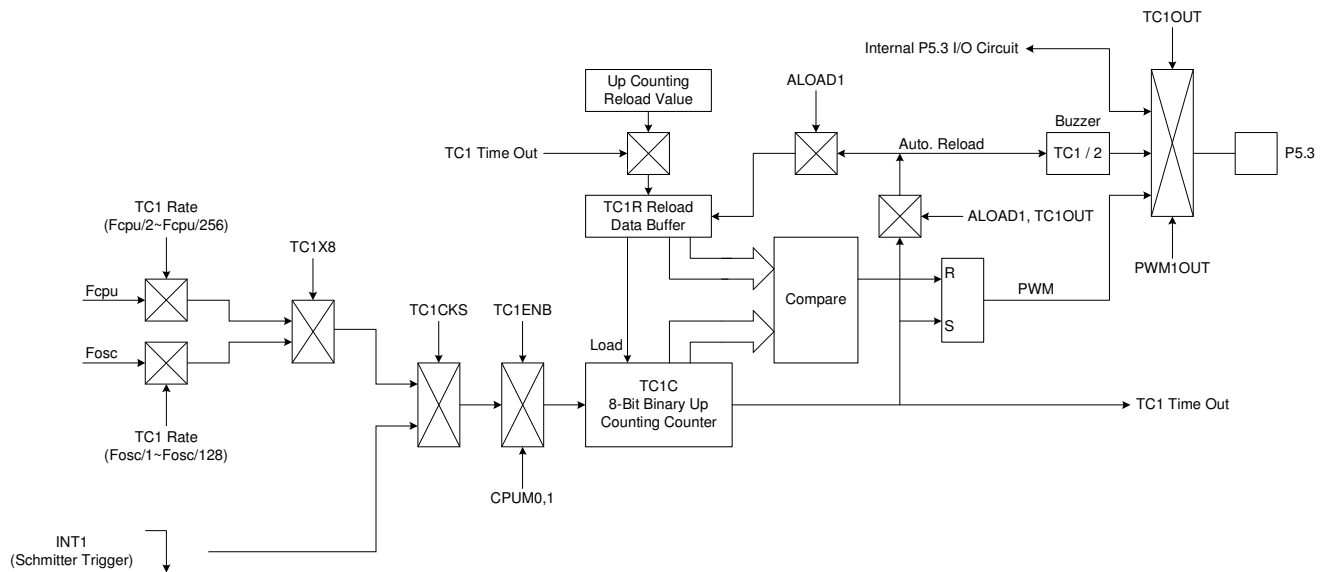 TC1OUT
Internal P5.3 I/O Circuit
Up Counting
Reload Value
ALOAD1
Buzzer
TC1 Time Out
Auto. Reload
TC1 / 2
P5.3
TC1 Rate
(Fcpu/2~Fcpu/256)
TC1R Reload
Data Buffer
ALOAD1, TC1OUT
TC1X8
PWM1OUT
Fcpu
R
PWM
Compare
TC1CKS
TC1ENB
S
Fosc
Load
TC1C
8-Bit Binary Up
Counting Counter
TC1 Time Out
TC1 Rate
(Fosc/1~Fosc/128)
CPUM0,1
INT1
(Schmitter Trigger)